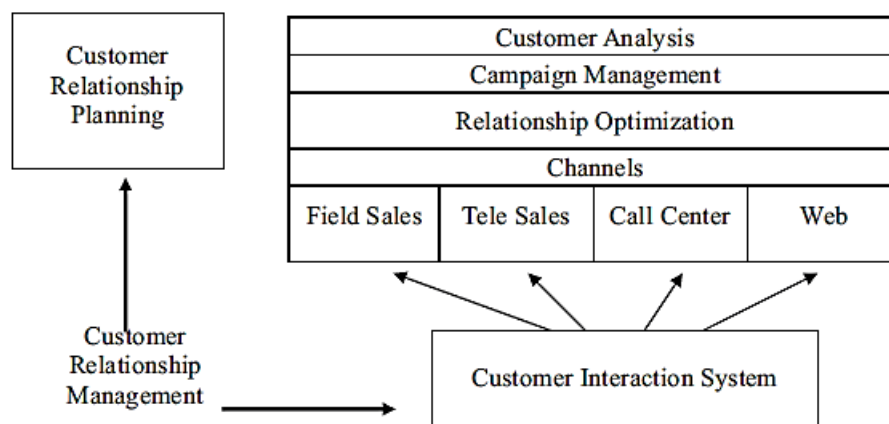 Customer
Relationship
Planning
Customer Analysis
Campaign Management
Relationship Optimization
Channels
Field Sales
Tele Sales
Call Center
Web
Customer
Relationship
Management
Customer Interaction System